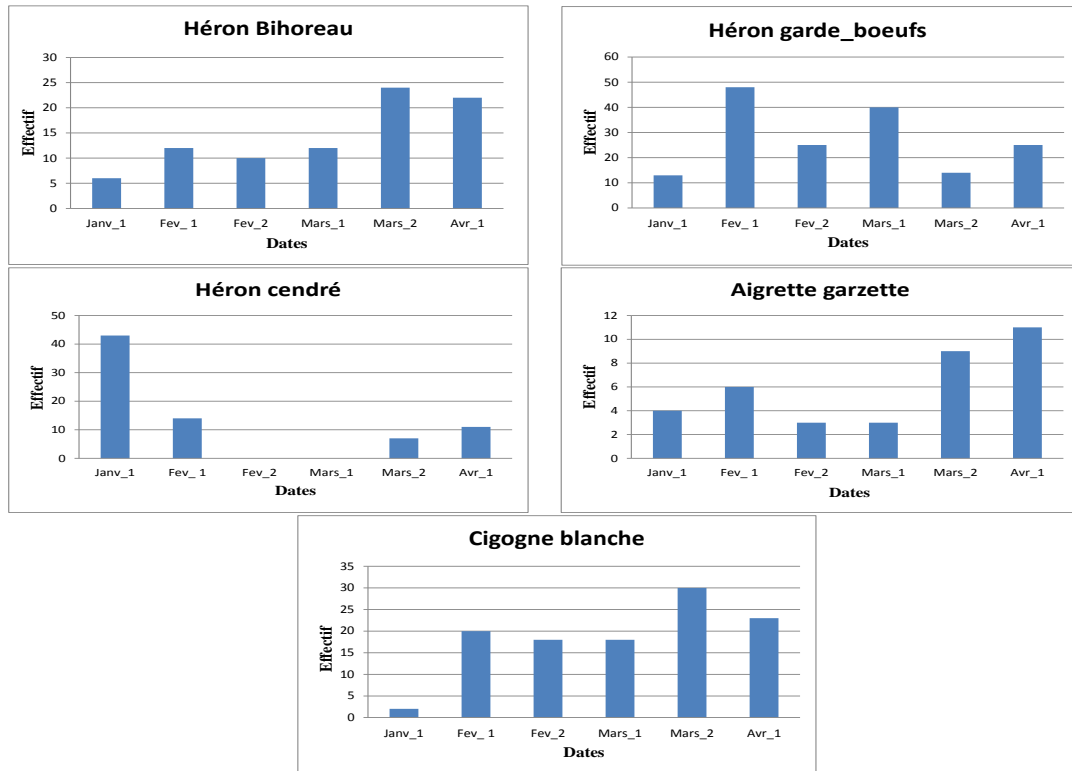 Héron Bihoreau
Effectif
30
25
20
15
10
5
0
Janv_1 Fev_ 1 Fev_2 Mars_1 Mars_2 Avr_1
Dates
Héron garde_boeufs
Effectif
60
50
40
30
20
10
0
Janv_1 Fev_ 1 Fev_2 Mars_1 Mars_2 Avr_1
Dates
Héron cendré
Effectif
50
40
30
20
10
0
Janv_1 Fev_ 1 Fev_2 Mars_1 Mars_2 Avr_1
Dates
Aigrette garzette
Effectif
12
10
8
6
4
2
0
Janv_1 Fev_ 1 Fev_2 Mars_1 Mars_2 Avr_1
Dates
Cigogne blanche
Effectif
35
30
25
20
15
10
5
0
Janv_1 Fev_ 1 Fev_2 Mars_1 Mars_2 Avr_1
Dates